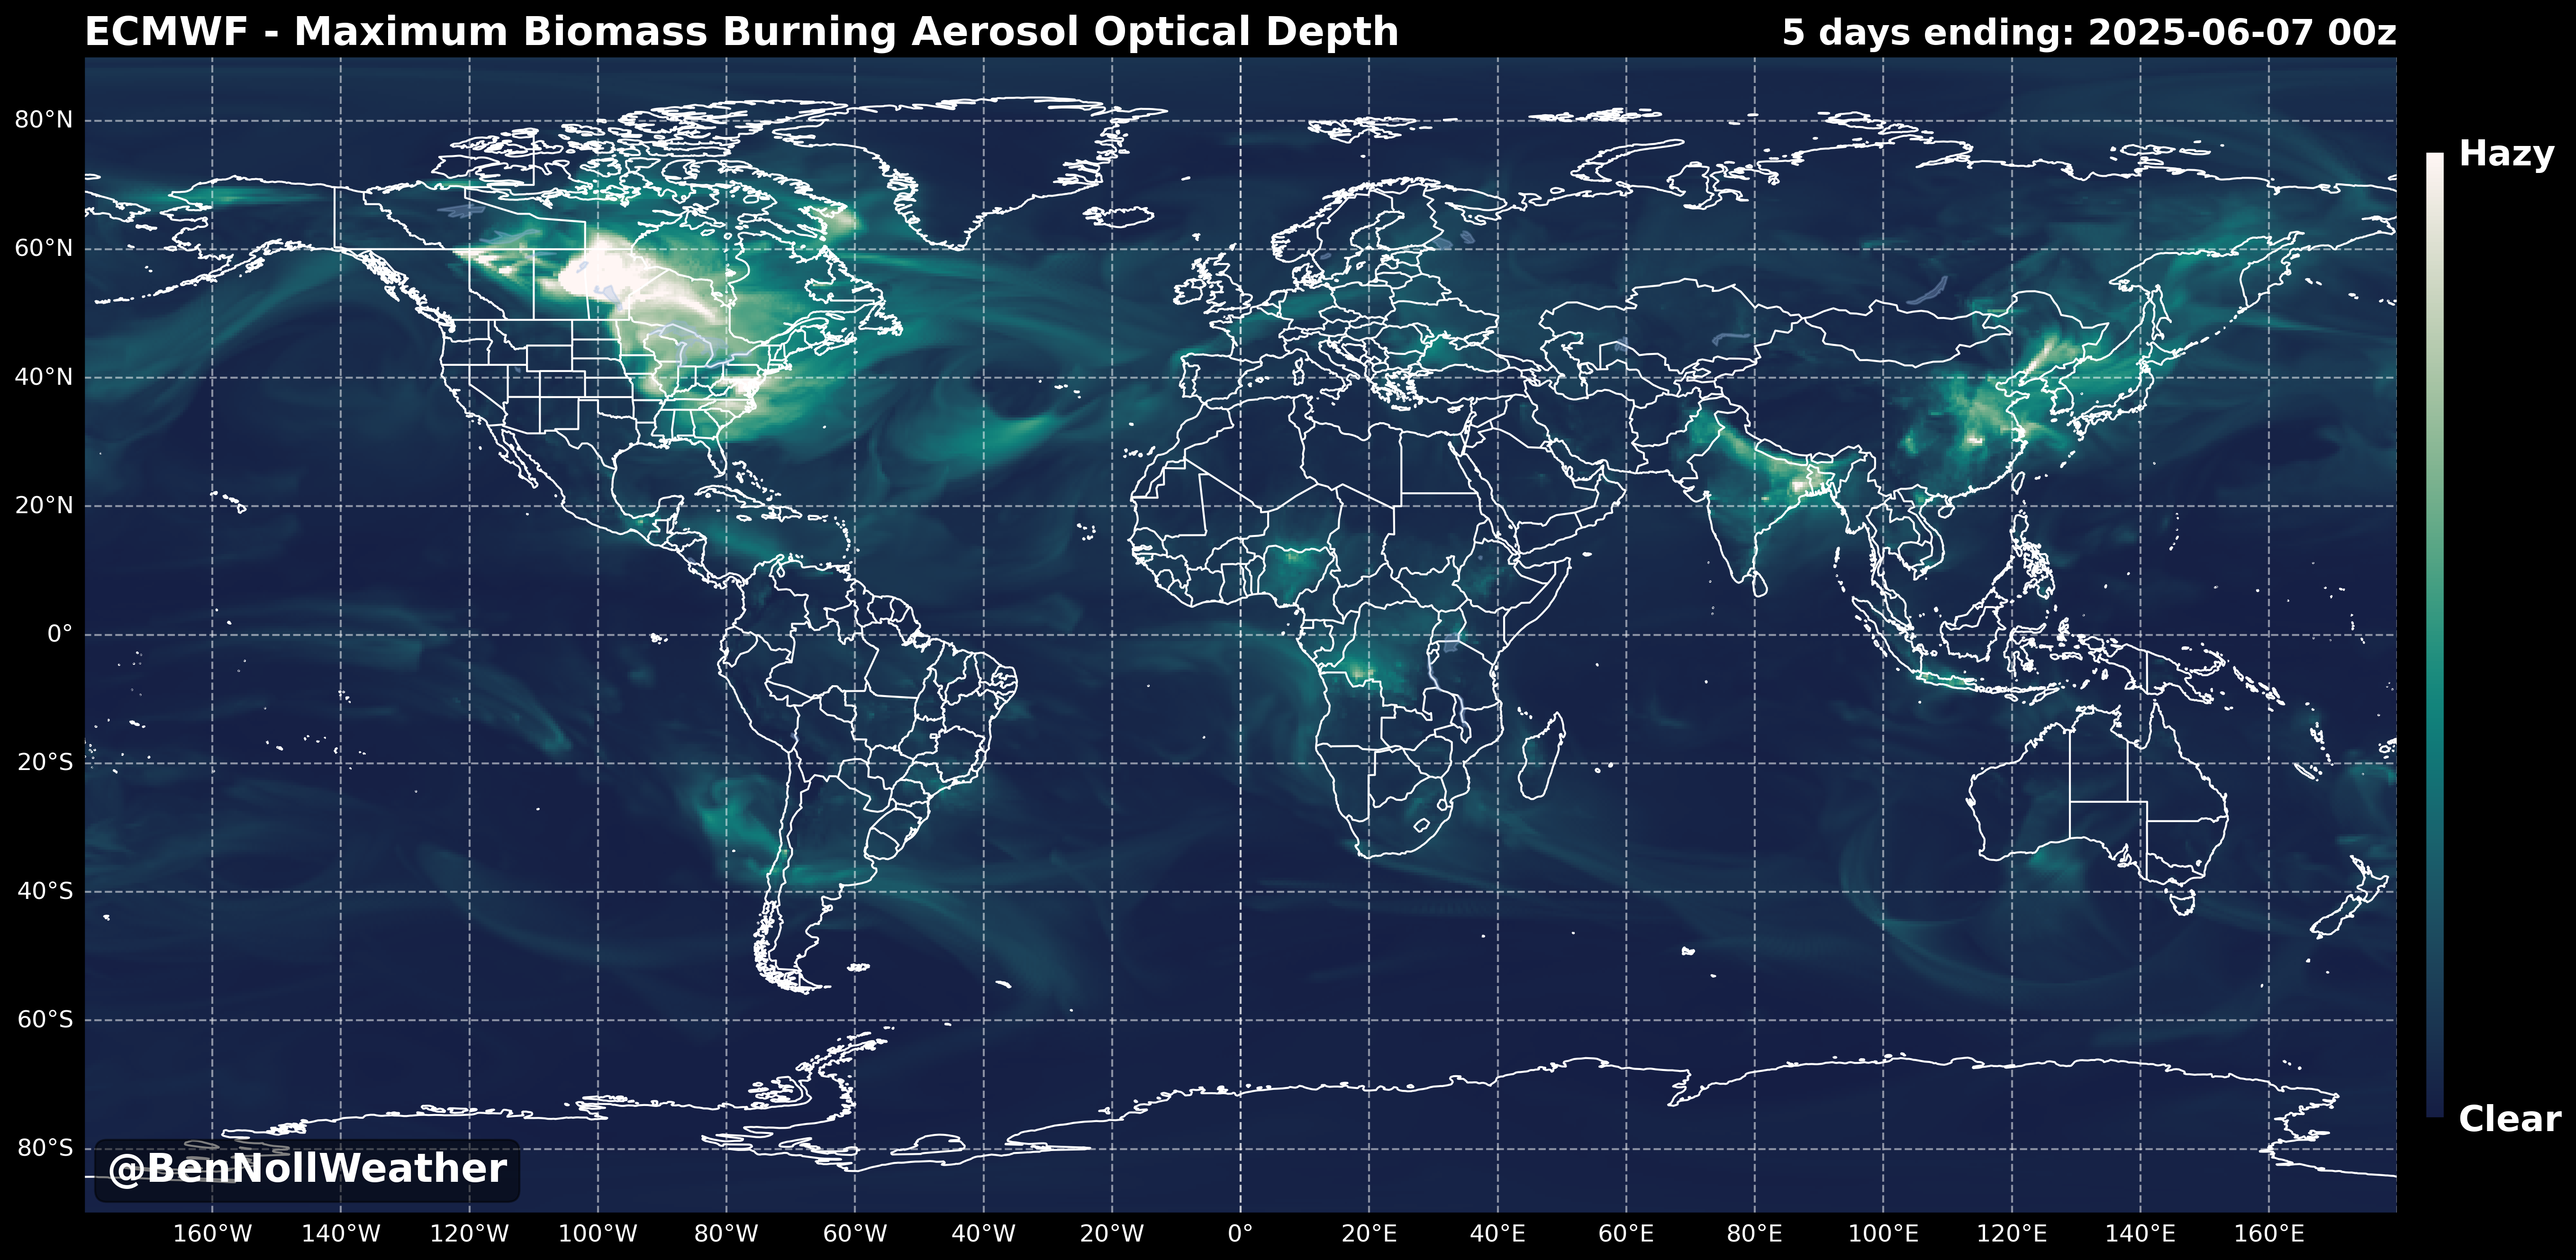 ECMWF - Maximum Biomass Burning Aerosol Optical Depth
5 days ending: 2025-06-07 00z
80°N
60°N
40°N
20°N
0°
20°S
40°S
60°S
80°S
Hazy
Clear
@BenNollWeather
160°W 140°W 120°W 100°W 80°W 60°W 40°W 20°W 0° 20°E 40°E 60°E 80°E 100°E 120°E 140°E 160°E